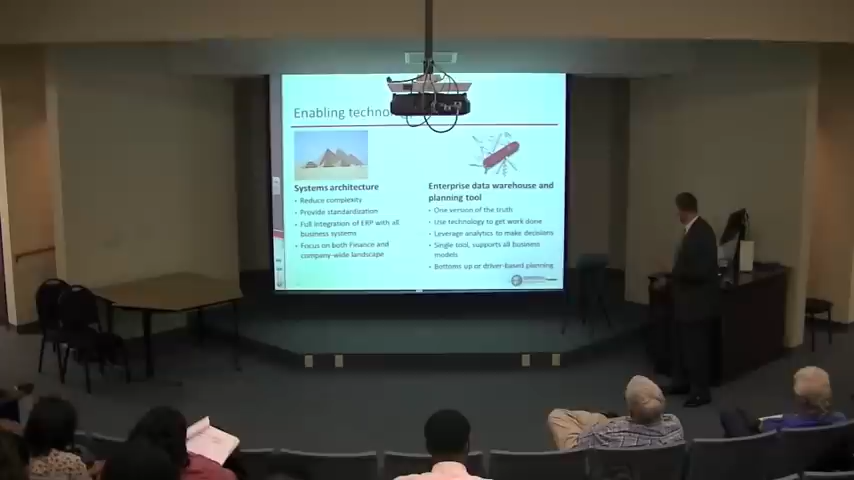 Enabling techno
Systems architecture
• Reduce complexity
• Provide standardization
• Full integration of ERP with all
business systems
• Focus on both Finance and
company-wide landscape
Enterprise data warehouse and
planning tool
• One version of the truth
• Use technology to get work done
• Leverage analytics to make decisions
• Single tool, supports all business
models
• Bottoms up or driver-based planning